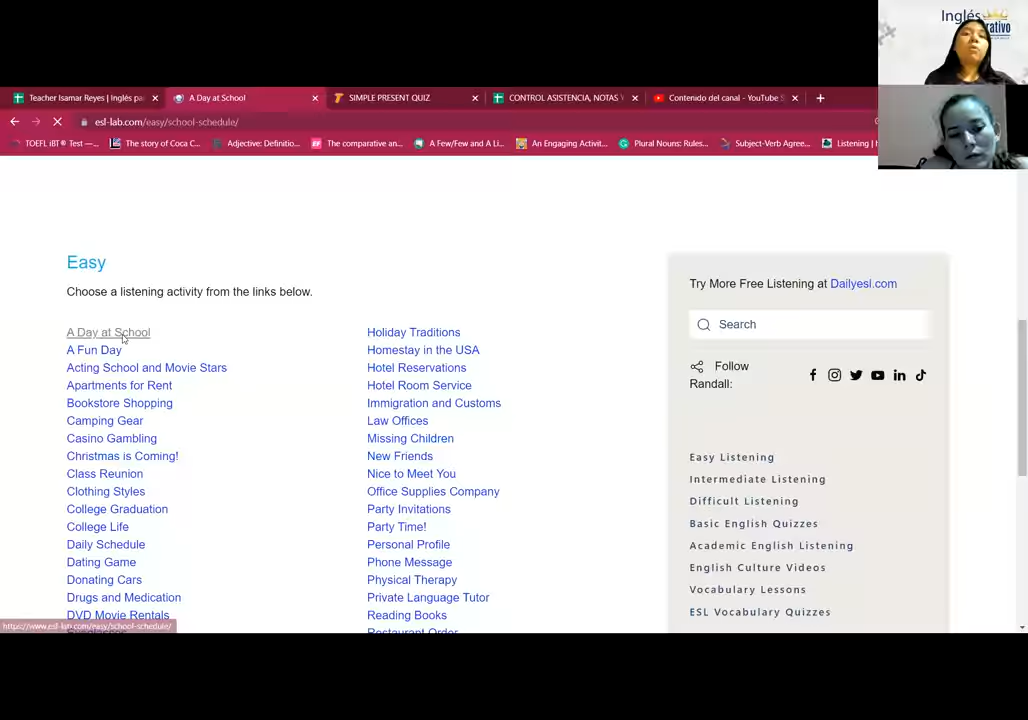 Inglés
rativo
Teacher Isamar Reyes | Inglés pa
A Day at School
SIMPLE PRESENT QUIZ
CONTROL ASISTENCIA, NOTAS Y
Contenido del canal - YouTube S
esl-lab.com/easy/school-schedule/
TOEFL iBT® Test —...
The story of Coca C...
Adjective: Definitio...
The comparative an...
A Few/Few and A Li...
An Engaging Activit...
Plural Nouns: Rules...
Subject-Verb Agree...
Listening |
Easy
Choose a listening activity from the links below.
A Day at School
A Fun Day
Acting School and Movie Stars
Apartments for Rent
Bookstore Shopping
Camping Gear
Casino Gambling
Christmas is Coming!
Class Reunion
Clothing Styles
College Graduation
College Life
Daily Schedule
Dating Game
Donating Cars
Drugs and Medication
DVD Movie Rentals
Eyeglasses
Holiday Traditions
Homestay in the USA
Hotel Reservations
Hotel Room Service
Immigration and Customs
Law Offices
Missing Children
New Friends
Nice to Meet You
Office Supplies Company
Party Invitations
Party Time!
Personal Profile
Phone Message
Physical Therapy
Private Language Tutor
Reading Books
Restaurant Order
Try More Free Listening at Dailyesl.com
Search
Follow
Randall:
Easy Listening
Intermediate Listening
Difficult Listening
Basic English Quizzes
Academic English Listening
English Culture Videos
Vocabulary Lessons
ESL Vocabulary Quizzes
https://www.esl-lab.com/easy/school-schedule/